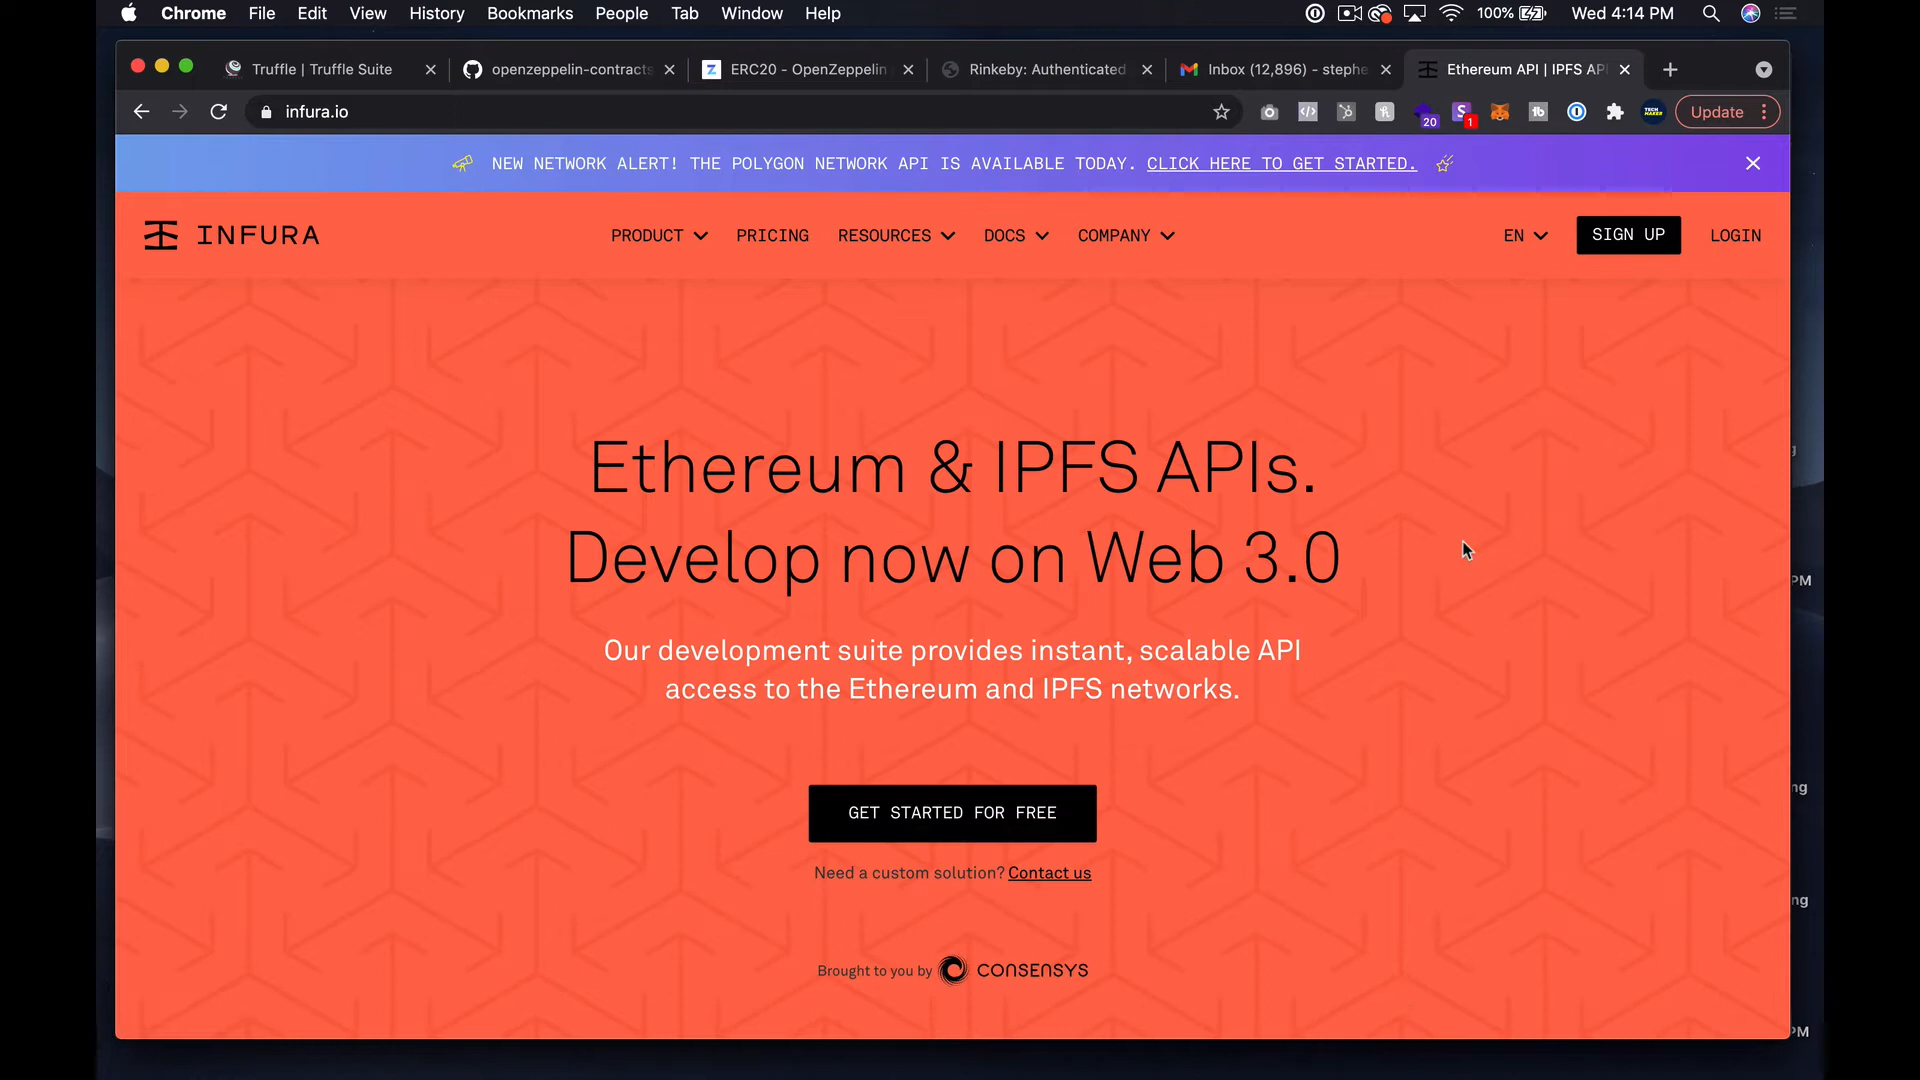 Chrome File Edit View History Bookmarks People Tab Window Help 100% Wed 4:14 PM
Truffle | Truffle Suite openzeppelin-contracts ERC20 - OpenZeppelin Rinkeby: Authenticated Inbox (12,896) - stephe Ethereum API | IPFS AP
infura.io 20 1 Update
NEW NETWORK ALERT! THE POLYGON NETWORK API IS AVAILABLE TODAY. CLICK HERE TO GET STARTED.
INFURA PRODUCT PRICING RESOURCES DOCS COMPANY EN SIGN UP LOGIN
Ethereum & IPFS APIs.
Develop now on Web 3.0
Our development suite provides instant, scalable API
access to the Ethereum and IPFS networks.
GET STARTED FOR FREE
Need a custom solution? Contact us
Brought to you by CONSENSYS